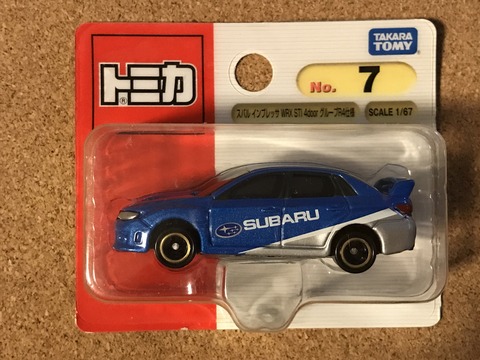 TAKARA
TOMY
トミカ
®
No. 7
スバル インプレッサ WRX STI 4door グループR4仕様
SCALE 1/67
SUBARU